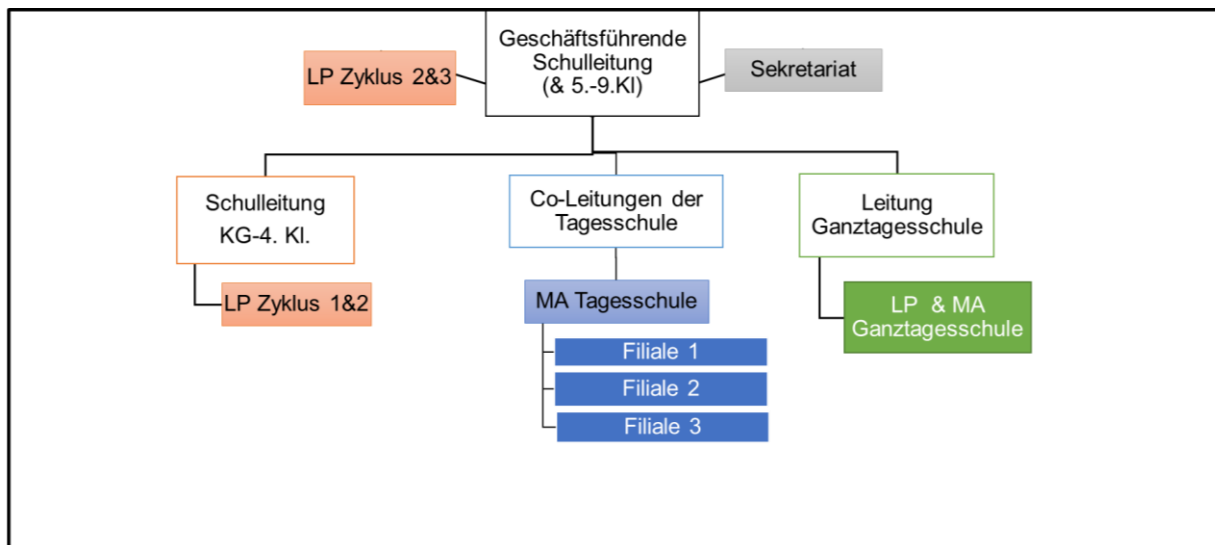 Geschäftsführende
Schulleitung
(& 5.-9.Kl)
LP Zyklus 2&3
Sekretariat
Schulleitung
KG-4. Kl.
Co-Leitungen der
Tagesschule
Leitung
Ganztagesschule
LP Zyklus 1&2
MA Tagesschule
LP & MA
Ganztagesschule
Filiale 1
Filiale 2
Filiale 3